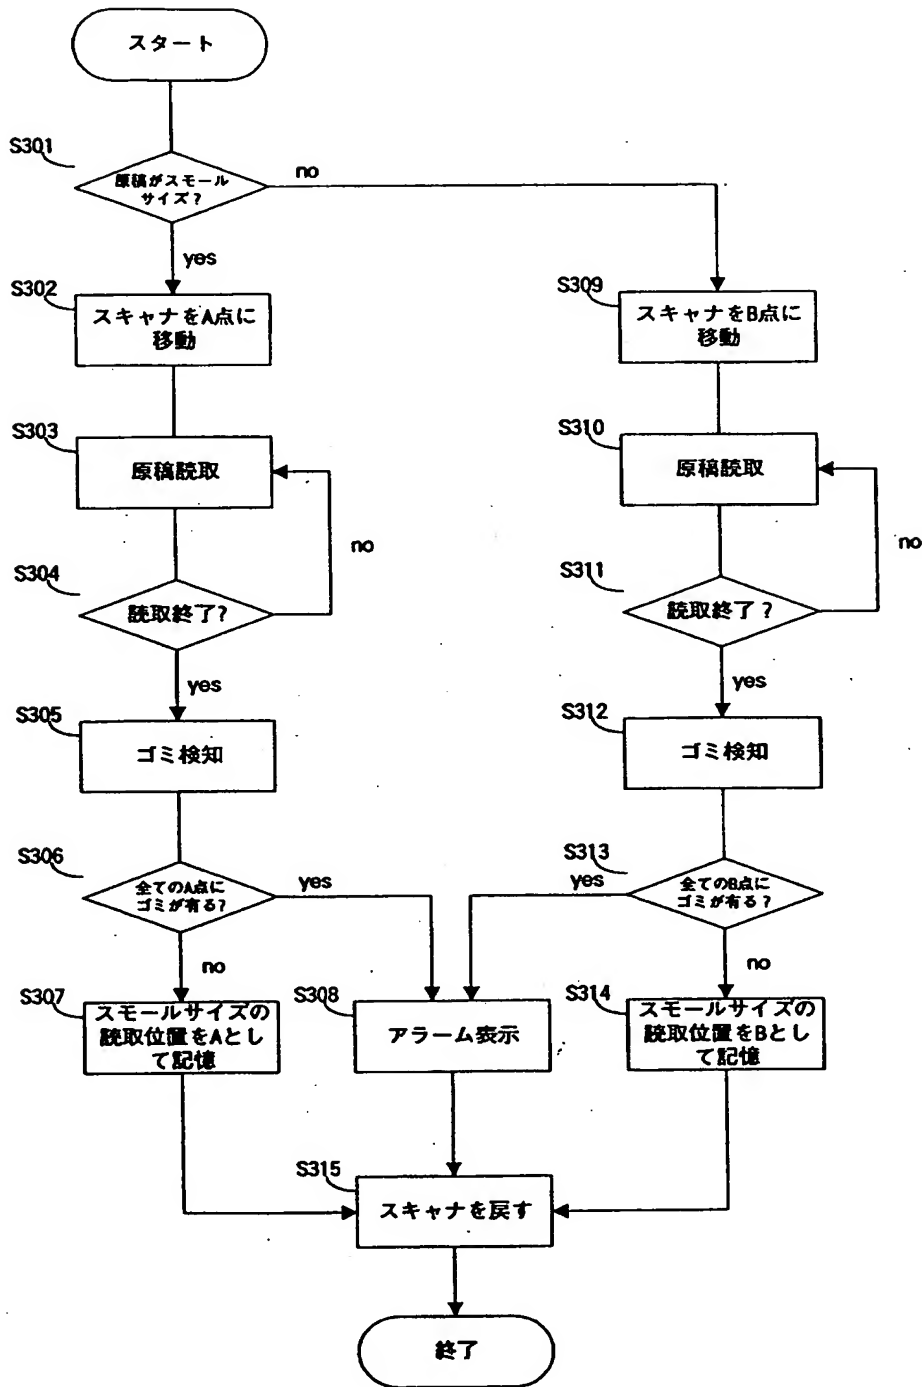 スタート
S301
原稿がスモール
サイズ？
no
yes
S302
スキャナをA点に
移動
S309
スキャナをB点に
移動
S303
原稿読取
S310
原稿読取
no
no
S304
読取終了?
S311
読取終了？
yes
yes
S305
ゴミ検知
S312
ゴミ検知
S306
全てのA点に
ゴミが有る?
yes
S313
yes
全てのB点に
ゴミが有る？
no
no
S307
スモールサイズの
読取位置をAとし
て記憶
S308
アラーム表示
S314
スモールサイズの
読取位置をBとし
て記憶
S315
スキャナを戻す
終了